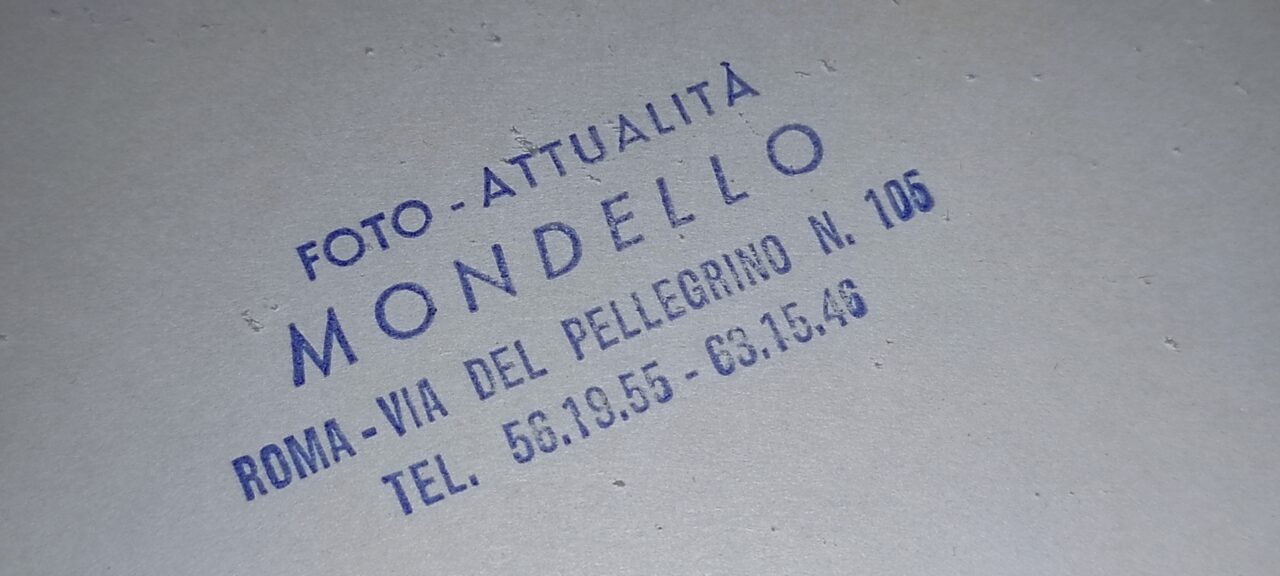 FOTO - ATTUALITÀ
MONDELLO
ROMA - VIA DEL PELLEGRINO N. 105
TEL. 56.19.55 - 63.15.46